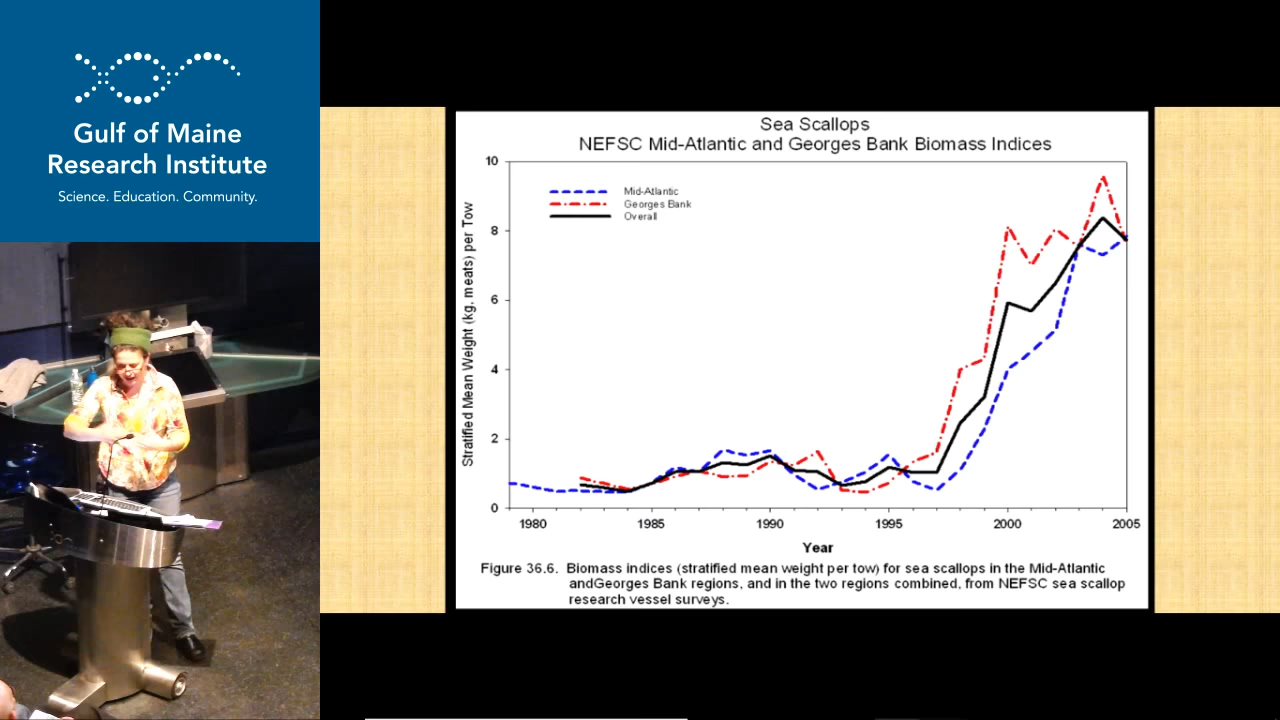 Gulf of Maine
Research Institute
Science. Education. Community.
Sea Scallops
NEFSC Mid-Atlantic and Georges Bank Biomass Indices
10
8
6
4
2
0
Stratified Mean Weight (kg. meats) per Tow
Mid-Atlantic
Georges Bank
Overall
1980
1985
1990
1995
2000
2005
Year
Figure 36.6. Biomass indices (stratified mean weight per tow) for sea scallops in the Mid-Atlantic
andGeorges Bank regions, and in the two regions combined, from NEFSC sea scallop
research vessel surveys.